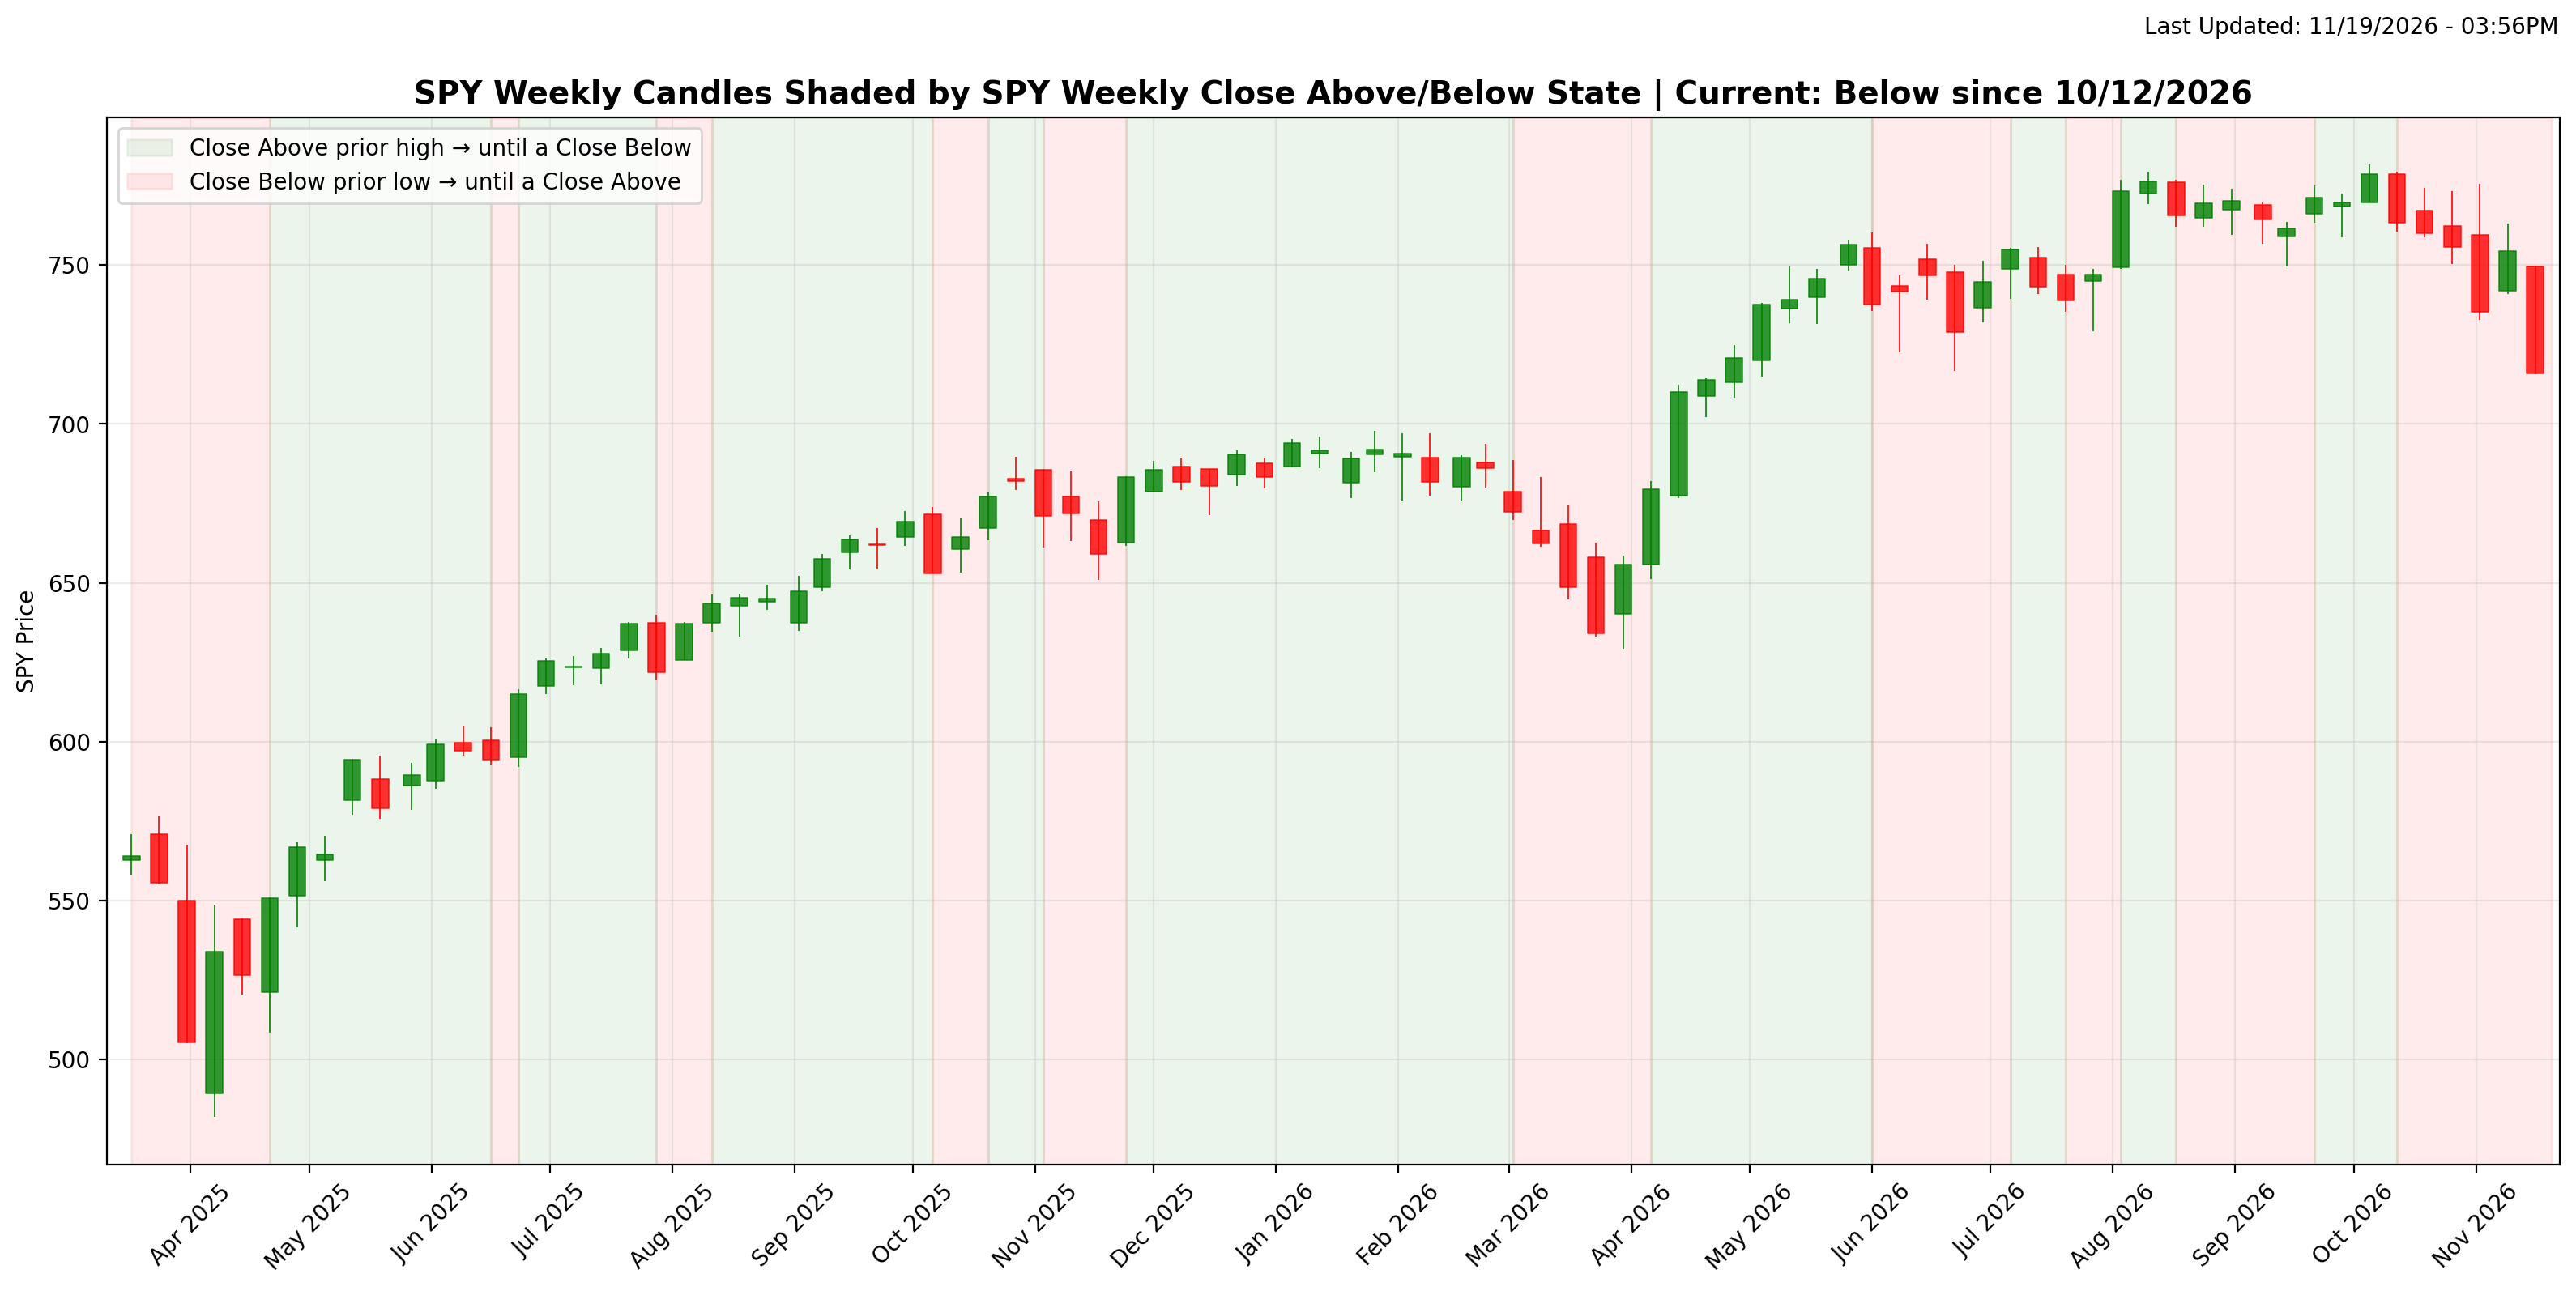 Last Updated: 11/19/2026 - 03:56PM
SPY Weekly Candles Shaded by SPY Weekly Close Above/Below State | Current: Below since 10/12/2026
Close Above prior high → until a Close Below
Close Below prior low → until a Close Above
SPY Price
750
700
650
600
550
500
Apr 2025
May 2025
Jun 2025
Jul 2025
Aug 2025
Sep 2025
Oct 2025
Nov 2025
Dec 2025
Jan 2026
Feb 2026
Mar 2026
Apr 2026
May 2026
Jun 2026
Jul 2026
Aug 2026
Sep 2026
Oct 2026
Nov 2026